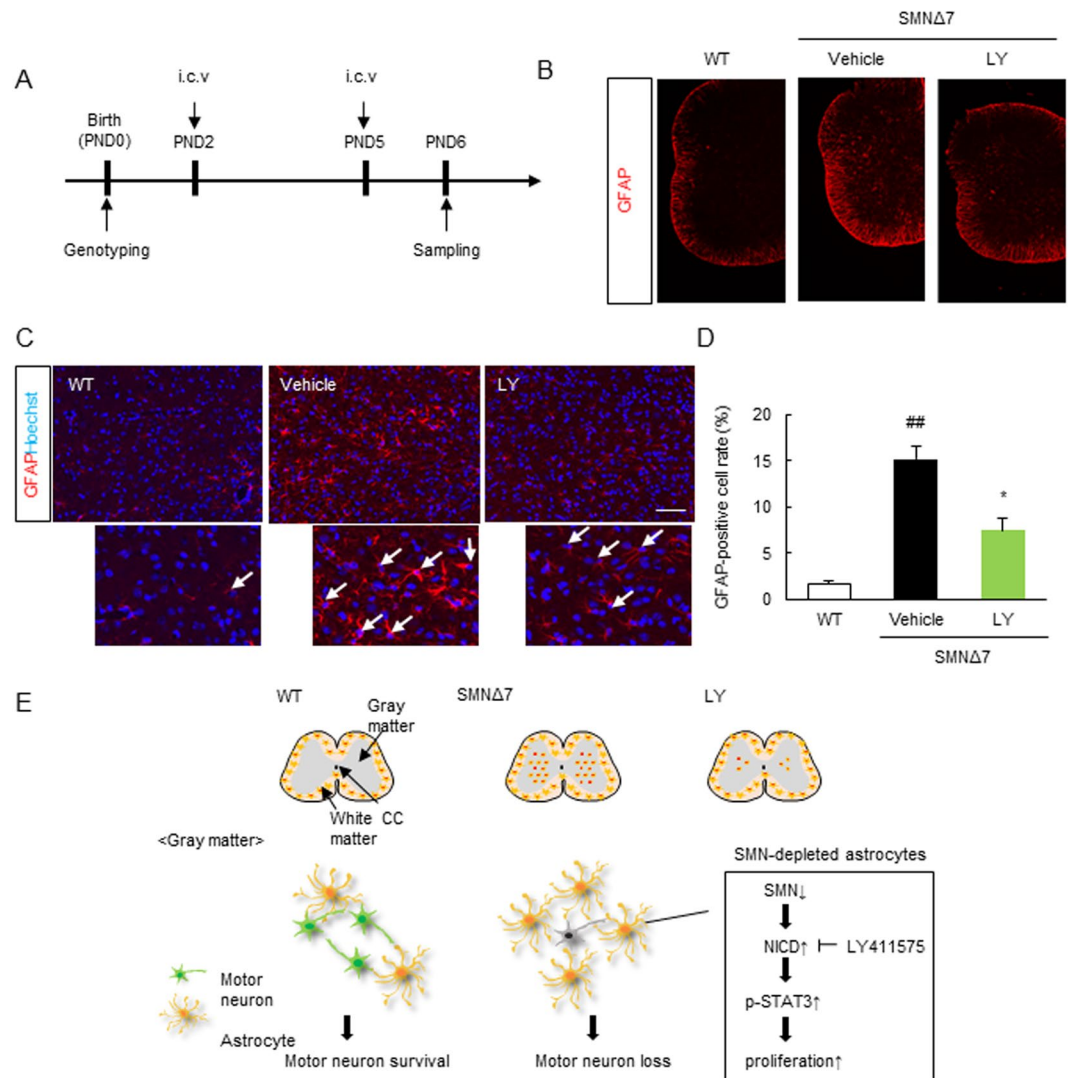 A
i.c.v
i.c.v
Birth
(PND0)
PND2
PND5
PND6
Genotyping
Sampling
B
SMNΔ7
WT
Vehicle
LY
GFAP
C
GFAP/Hoechst
WT
Vehicle
LY
D
GFAP-positive cell rate (%)
20
15
10
5
0
##
*
WT
Vehicle
LY
SMNΔ7
E
WT
SMNΔ7
LY
Gray
matter
White
matter
CC
<Gray matter>
Motor
neuron
Astrocyte
Motor neuron survival
Motor neuron loss
SMN-depleted astrocytes
SMN↓
NICD↑
LY411575
p-STAT3↑
proliferation↑